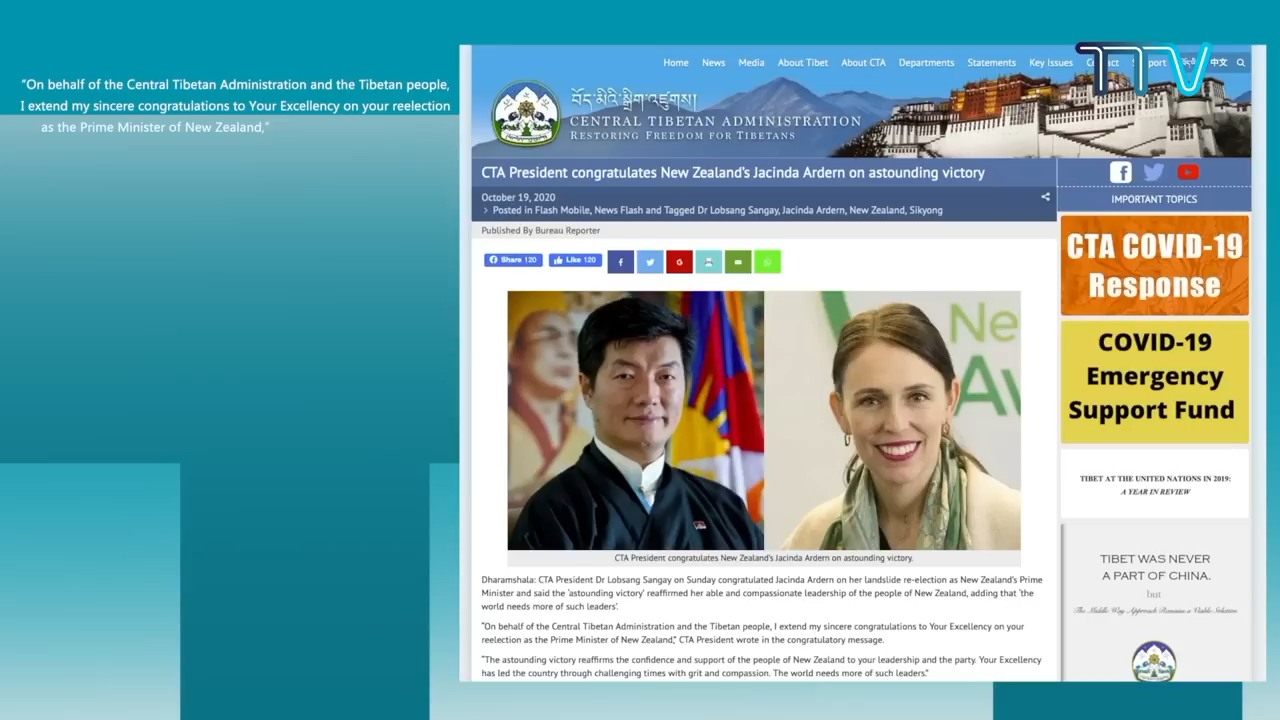 "On behalf of the Central Tibetan Administration and the Tibetan people,
I extend my sincere congratulations to Your Excellency on your reelection
as the Prime Minister of New Zealand,"
TTV
Home News Media About Tibet About CTA Departments Statements Key Issues 中文
བོད་མིའི་སྒྲིག་འཛུགས།
CENTRAL TIBETAN ADMINISTRATION
RESTORING FREEDOM FOR TIBETANS
CTA President congratulates New Zealand's Jacinda Ardern on astounding victory
October 19, 2020
Posted in Flash Mobile, News Flash and Tagged Dr Lobsang Sangay, Jacinda Ardern, New Zealand, Sikyong
Published By Bureau Reporter
Share 120 Like 120
Ne
Av
CTA President congratulates New Zealand's Jacinda Ardern on astounding victory.
Dharamshala: CTA President Dr Lobsang Sangay on Sunday congratulated Jacinda Ardern on her landslide re-election as New Zealand's Prime
Minister and said the 'astounding victory' reaffirmed her able and compassionate leadership of the people of New Zealand, adding that 'the
world needs more of such leaders'.
"On behalf of the Central Tibetan Administration and the Tibetan people, I extend my sincere congratulations to Your Excellency on your
reelection as the Prime Minister of New Zealand," CTA President wrote in the congratulatory message.
"The astounding victory reaffirms the confidence and support of the people of New Zealand to your leadership and the party. Your Excellency
has led the country through challenging times with grit and compassion. The world needs more of such leaders."
IMPORTANT TOPICS
CTA COVID-19
Response
COVID-19
Emergency
Support Fund
TIBET AT THE UNITED NATIONS IN 2019:
A YEAR IN REVIEW
TIBET WAS NEVER
A PART OF CHINA.
but
The Middle Way Approach Remains a Viable Solution